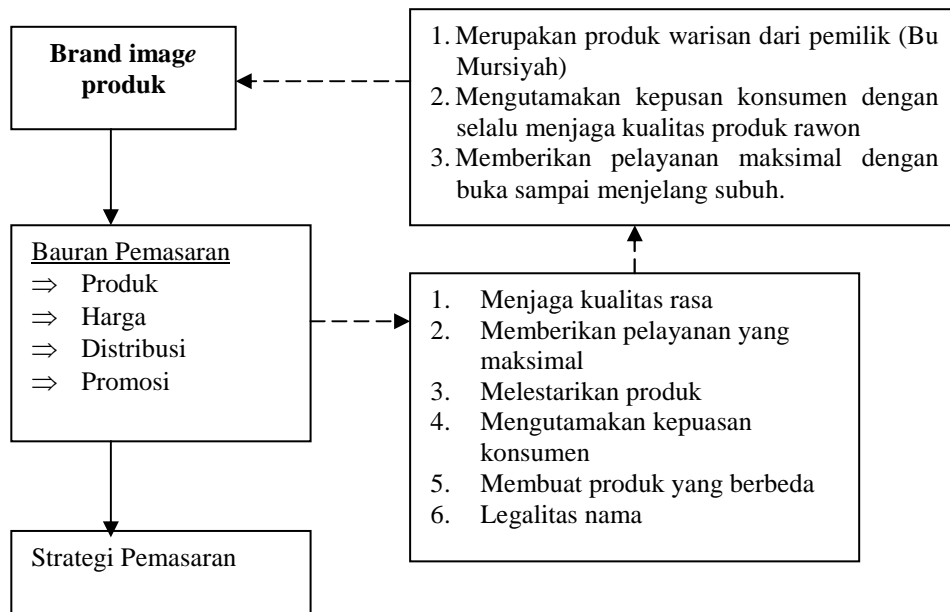 Brand image
produk
1. Merupakan produk warisan dari pemilik (Bu
Mursiyah)
2. Mengutamakan kepusan konsumen dengan
selalu menjaga kualitas produk rawon
3. Memberikan pelayanan maksimal dengan
buka sampai menjelang subuh.
Bauran Pemasaran
⇒ Produk
⇒ Harga
⇒ Distribusi
⇒ Promosi
1. Menjaga kualitas rasa
2. Memberikan pelayanan yang
maksimal
3. Melestarikan produk
4. Mengutamakan kepuasan
konsumen
5. Membuat produk yang berbeda
6. Legalitas nama
Strategi Pemasaran